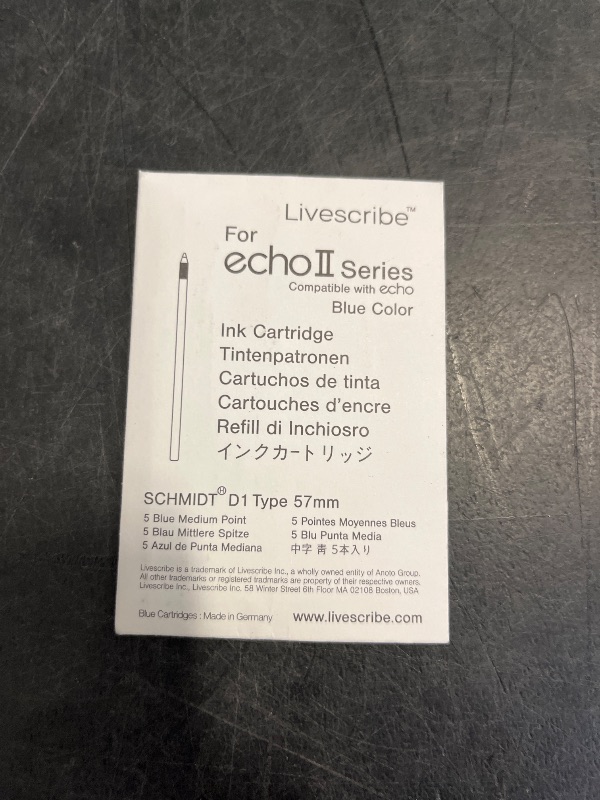 Livescribe™
For
echo II Series
Compatible with echo
Blue Color
Ink Cartridge
Tintenpatronen
Cartuchos de tinta
Cartouches d'encre
Refill di Inchiosro
インクカートリッジ
SCHMIDT® D1 Type 57mm
5 Blue Medium Point
5 Blau Mittlere Spitze
5 Azul de Punta Mediana
5 Pointes Moyennes Bleus
5 Blu Punta Media
中字 青 5本入り
Livescribe is a trademark of Livescribe Inc., a wholly owned entity of Anoto Group.
All other trademarks or registered tradmarks are property of their respective owners.
Livescribe Inc., Livescribe Inc. 58 Winter Street 6th Floor MA 02108 Boston, USA
Blue Cartridges : Made in Germany
www.livescribe.com